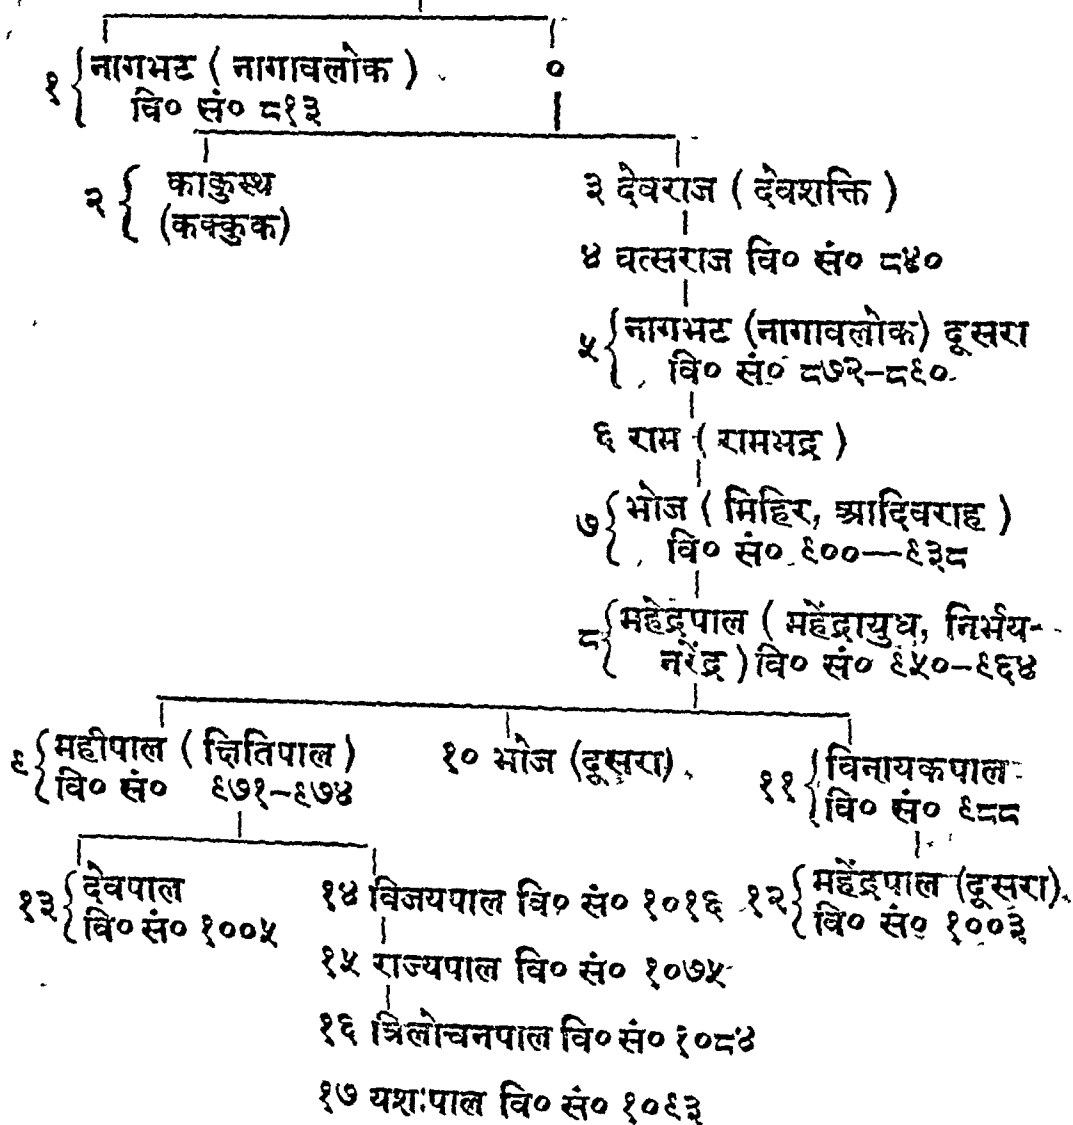 १ नागभट ( नागावलोक ) ०
वि० सं० ८१३
२ काकुस्थ
(कक्कुक)
३ देवराज ( देवशक्ति )
४ वत्सराज वि० सं० ८४०
५ नागभट (नागावलोक) दूसरा
वि० सं० ८७२–८९०
६ राम ( रामभद्र )
७ भोज ( मिहिर, आदिवराह )
वि० सं० ९००—९३८
८ महेंद्रपाल ( महेंद्रायुध, निर्भय-
नरेंद्र ) वि० सं० ९५०–९६४
९ महीपाल ( क्षितिपाल )
वि० सं० ९७१–९७४
१० भोज (दूसरा)
११ विनायकपाल
वि० सं० ९८८
१३ देवपाल
वि० सं० १००५
१४ विजयपाल वि० सं० १०१६
१२ महेंद्रपाल (दूसरा)
वि० सं० १००३
१५ राज्यपाल वि० सं० १०७५
१६ त्रिलोचनपाल वि० सं० १०८४
१७ यशःपाल वि० सं० १०९३